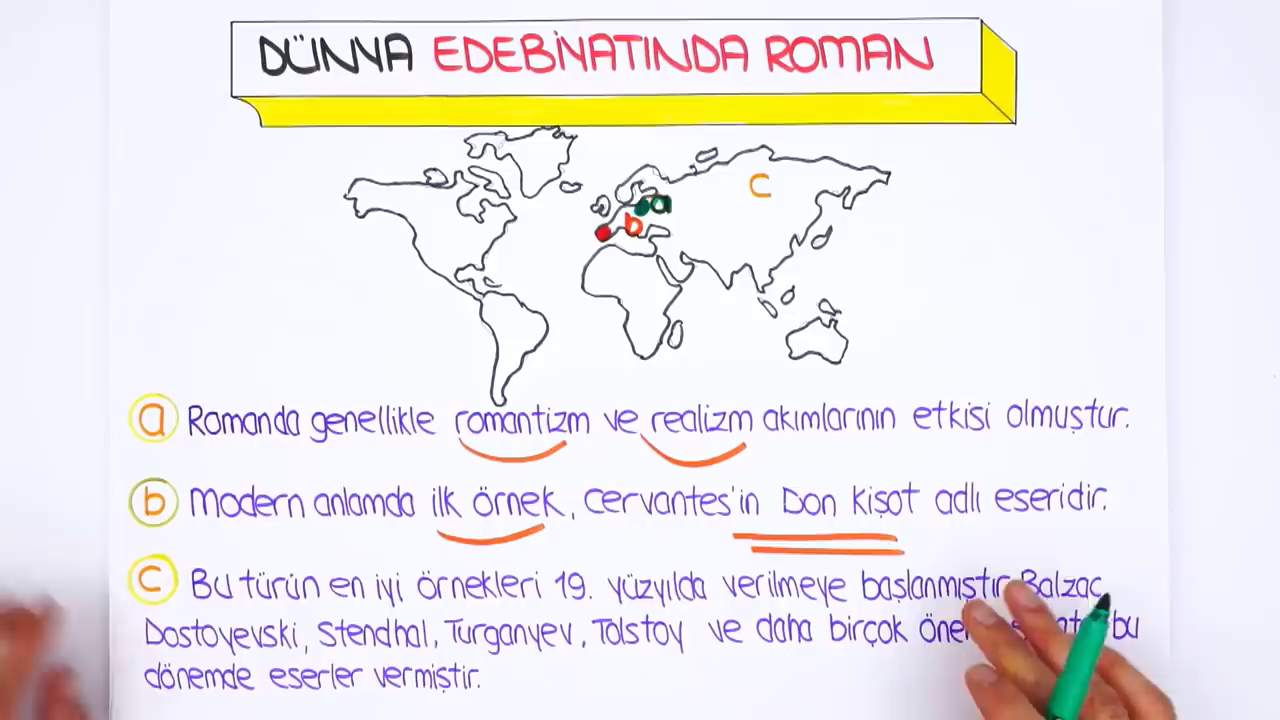 DÜNYA EDEBİYATINDA ROMAN
c
a
b
a Romanda genellikle romantizm ve realizm akımlarının etkisi olmuştur.
b Modern anlamda ilk örnek, Cervantes'in Don Kişot adlı eseridir.
c Bu türün en iyi örnekleri 19. yüzyılda verilmeye başlanmıştır Balzac,
Dostoyevski, Stendhal, Turganyev, Tolstoy ve daha birçok bu
dönemde eserler vermiştir.